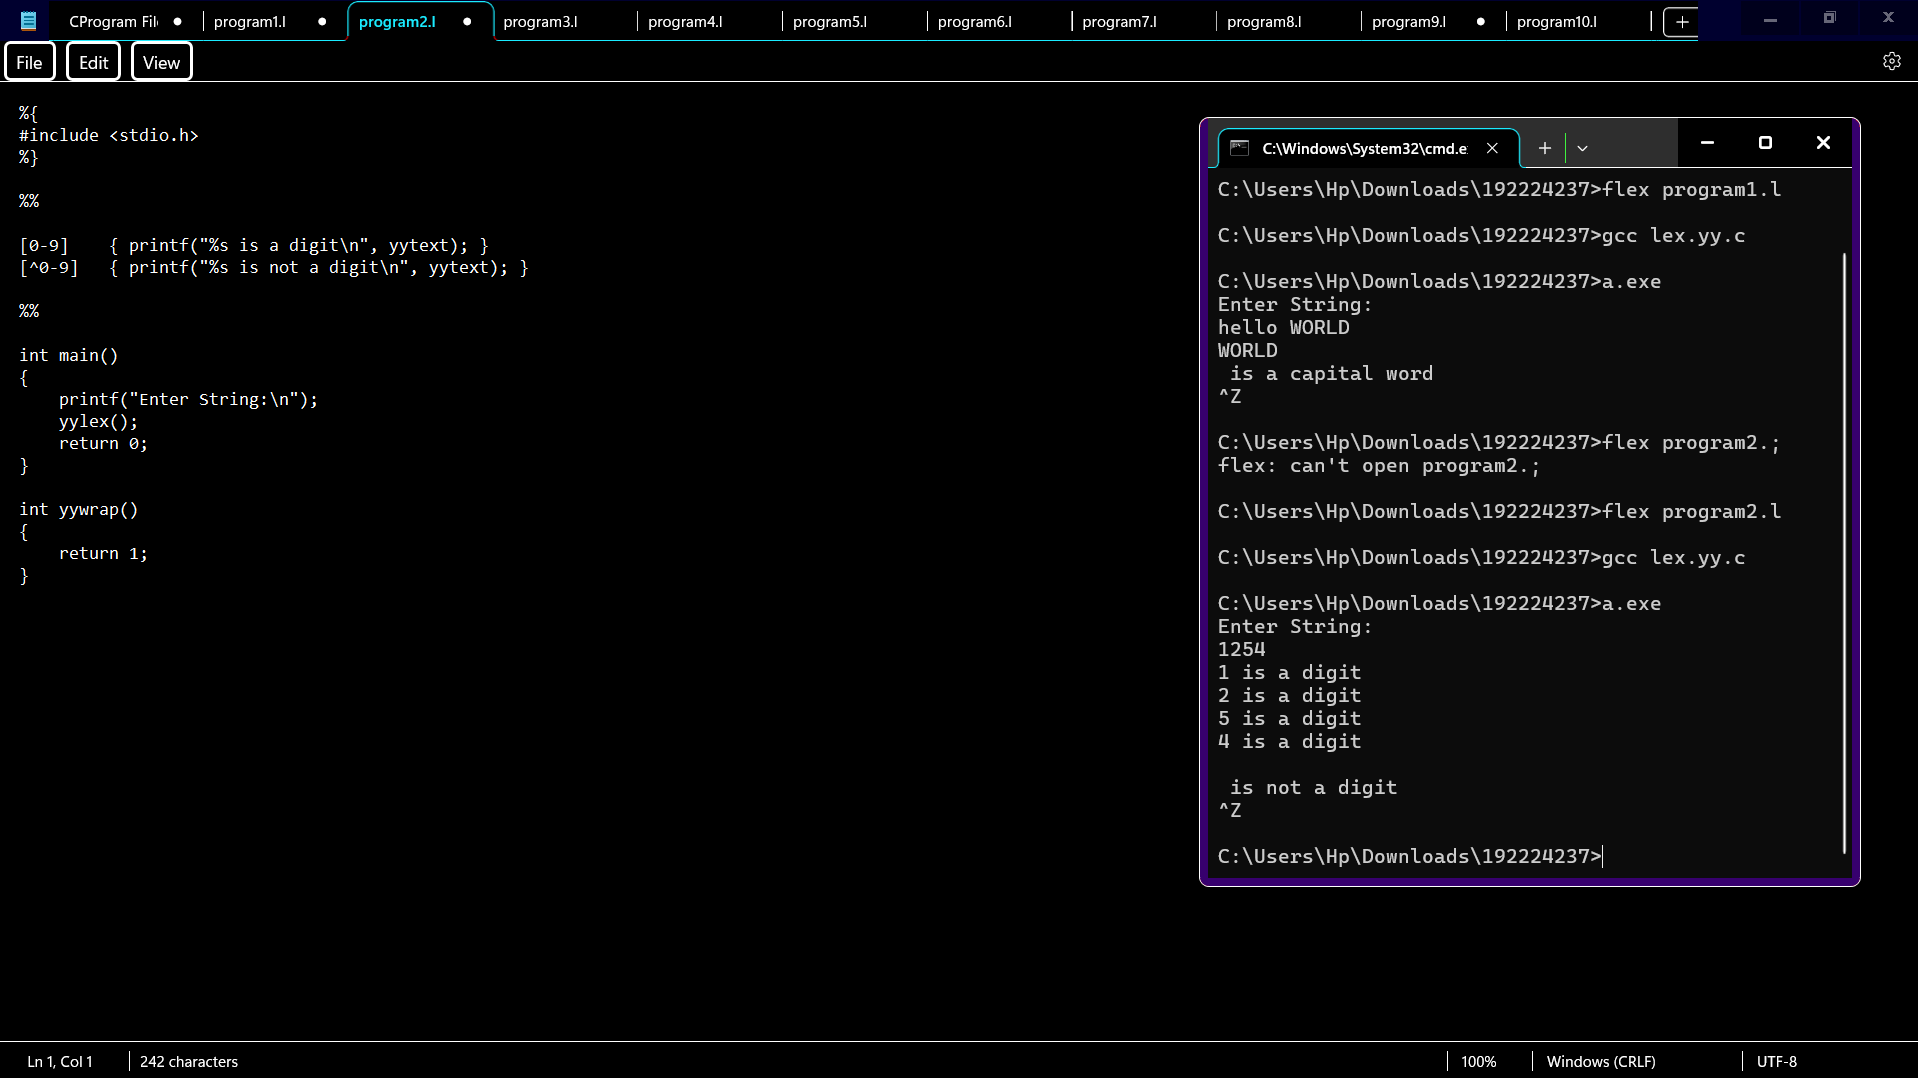 CProgram Fil
program1.l
program2.l
program3.l
program4.l
program5.l
program6.l
program7.l
program8.l
program9.l
program10.l
File Edit View
%{
#include <stdio.h>
%}
%%
[0-9]    { printf("%s is a digit\n", yytext); }
[^0-9]   { printf("%s is not a digit\n", yytext); }
%%
int main()
{
    printf("Enter String:\n");
    yylex();
    return 0;
}
int yywrap()
{
    return 1;
}
C:\Windows\System32\cmd.e
C:\Users\Hp\Downloads\192224237>flex program1.l
C:\Users\Hp\Downloads\192224237>gcc lex.yy.c
C:\Users\Hp\Downloads\192224237>a.exe
Enter String:
hello WORLD
WORLD
 is a capital word
^Z
C:\Users\Hp\Downloads\192224237>flex program2.;
flex: can't open program2.;
C:\Users\Hp\Downloads\192224237>flex program2.l
C:\Users\Hp\Downloads\192224237>gcc lex.yy.c
C:\Users\Hp\Downloads\192224237>a.exe
Enter String:
1254
1 is a digit
2 is a digit
5 is a digit
4 is a digit
 is not a digit
^Z
C:\Users\Hp\Downloads\192224237>
Ln 1, Col 1
242 characters
100%
Windows (CRLF)
UTF-8